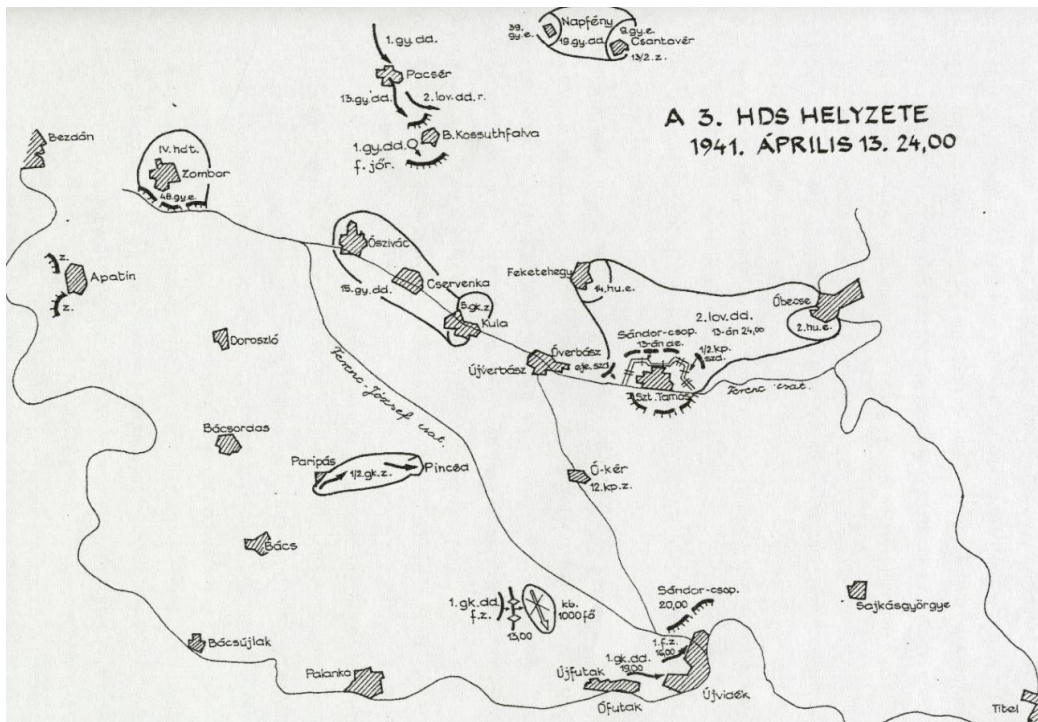 A 3. HDS HELYZETE
1941. ÁPRILIS 13. 24,00
1.gy.dd.
Pacsér
13.gy.dd.
2.lov.dd.r.
B. Kossuthfalva
1.gy.dd.
f. jőr.
39.
gy.e.
Napfény
19.gy.dd.
9.gy.e.
Csantavér
13/2.z.
Bezdán
IV. hdt.
Zombor
48.gy.e.
z.
Apatin
z.
Doroszló
Bácsordas
Bács
Bácsújlak
Palanka
Őszivác
Cservenka
15.gy.dd.
5.gk.z.
Kula
Feketehegy
14.hu.e.
2.lov.dd.
13-án 24,00
Óbecse
2.hu.e.
Sándor-csop.
13-án de.
1/2.kp.
szd.
Óverbász
Újverbász
eje.szd.
Szt.Tamás
Ferenc csat.
Ferenc-József csat.
Paripás
1/2.gk.z.
Pincéd
Ó-kér
12.kp.z.
1.gk.dd.
f.z.
13,00
kb.
1000 fő
Sándor-csop.
20,00
1.f.z.
16,00
1.gk.dd.
19,00
Újfutak
Ófutak
Újvidék
Sajkásgyörgye
Titel